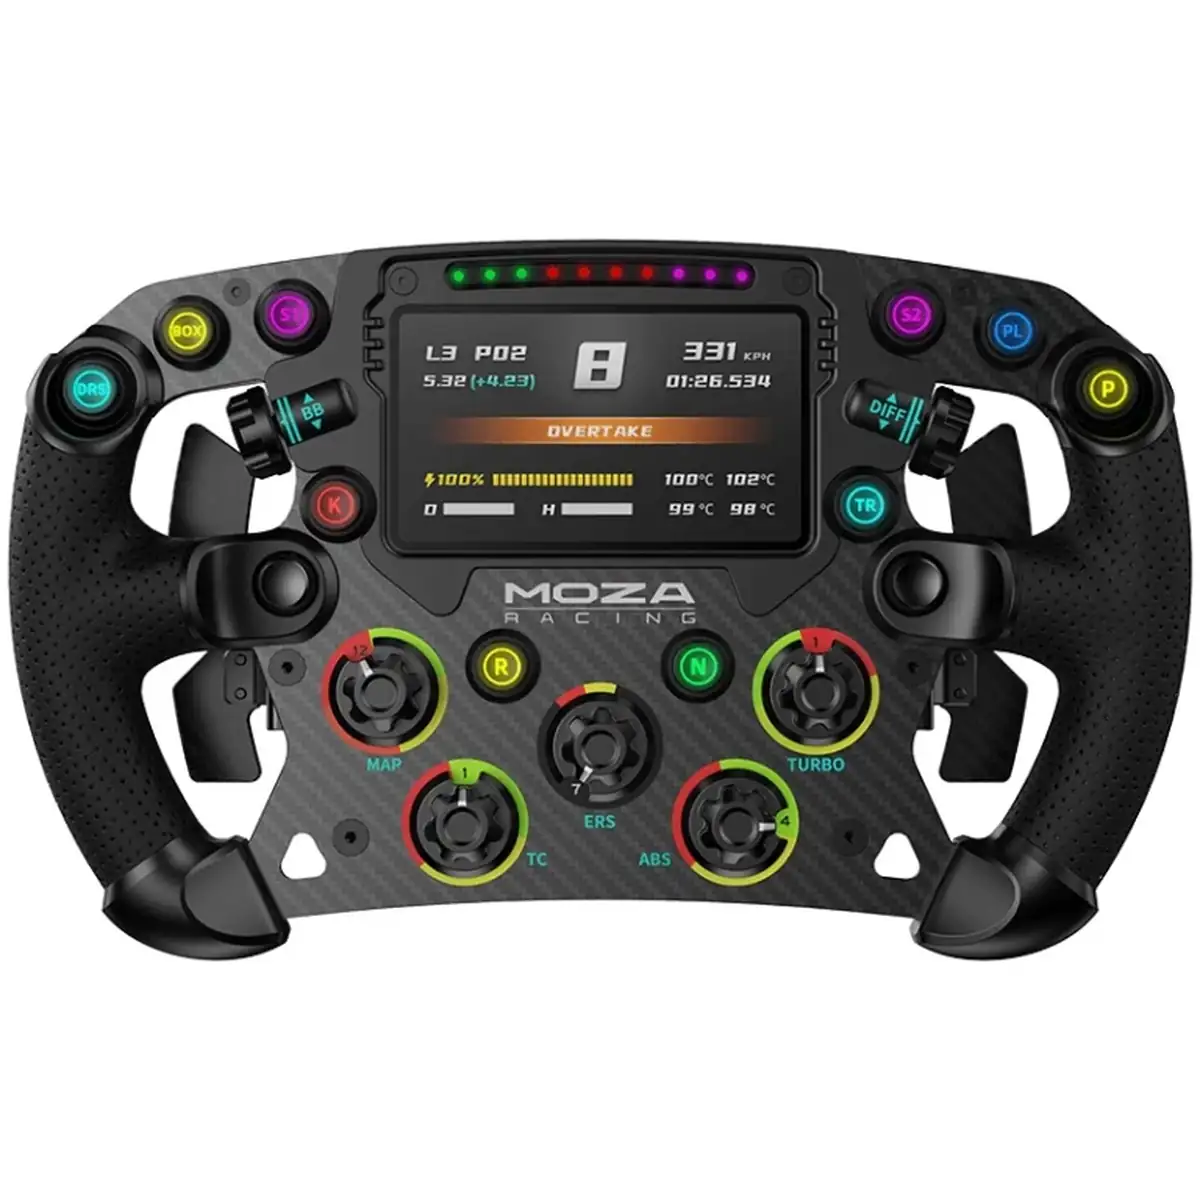 BOX
S1
S2
PL
DRS
P
BB
DIFF
L3 P02
8
331 KPH
5.32 (+4.23)
01:26.534
OVERTAKE
100%
100°C 102°C
D
H
99°C 98°C
K
TR
MOZA
RACING
R
N
12
1
MAP
TURBO
7
ERS
1
4
TC
ABS